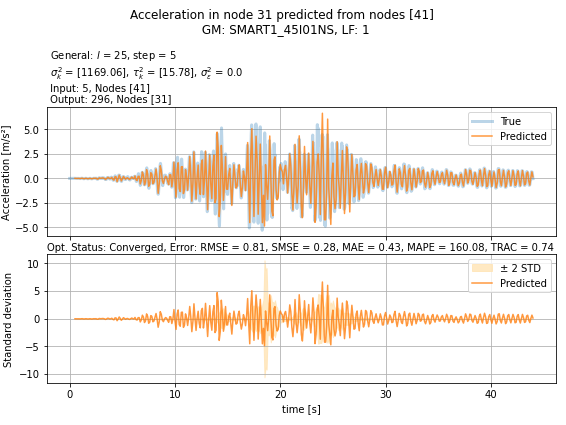 Acceleration in node 31 predicted from nodes [41]
GM: SMART1_45I01NS, LF: 1
General: l = 25, step = 5
σ²ₖ = [1169.06], τ²ₖ = [15.78], σ²ε = 0.0
Input: 5, Nodes [41]
Output: 296, Nodes [31]
Acceleration [m/s²]
5.0
2.5
0.0
−2.5
−5.0
True
Predicted
Opt. Status: Converged, Error: RMSE = 0.81, SMSE = 0.28, MAE = 0.43, MAPE = 160.08, TRAC = 0.74
Standard deviation
10
5
0
−5
−10
± 2 STD
Predicted
0 10 20 30 40
time [s]